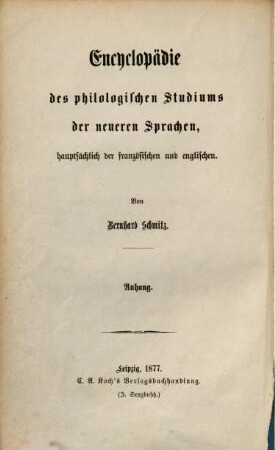 Encyclopädie
des philologischen Studiums
der neueren Sprachen,
hauptsächlich der französischen und englischen.
Von
Bernhard Schmitz.
Anhang.
Leipzig, 1877.
C. A. Koch's Verlagsbuchhandlung.
(J. Sengbusch.)